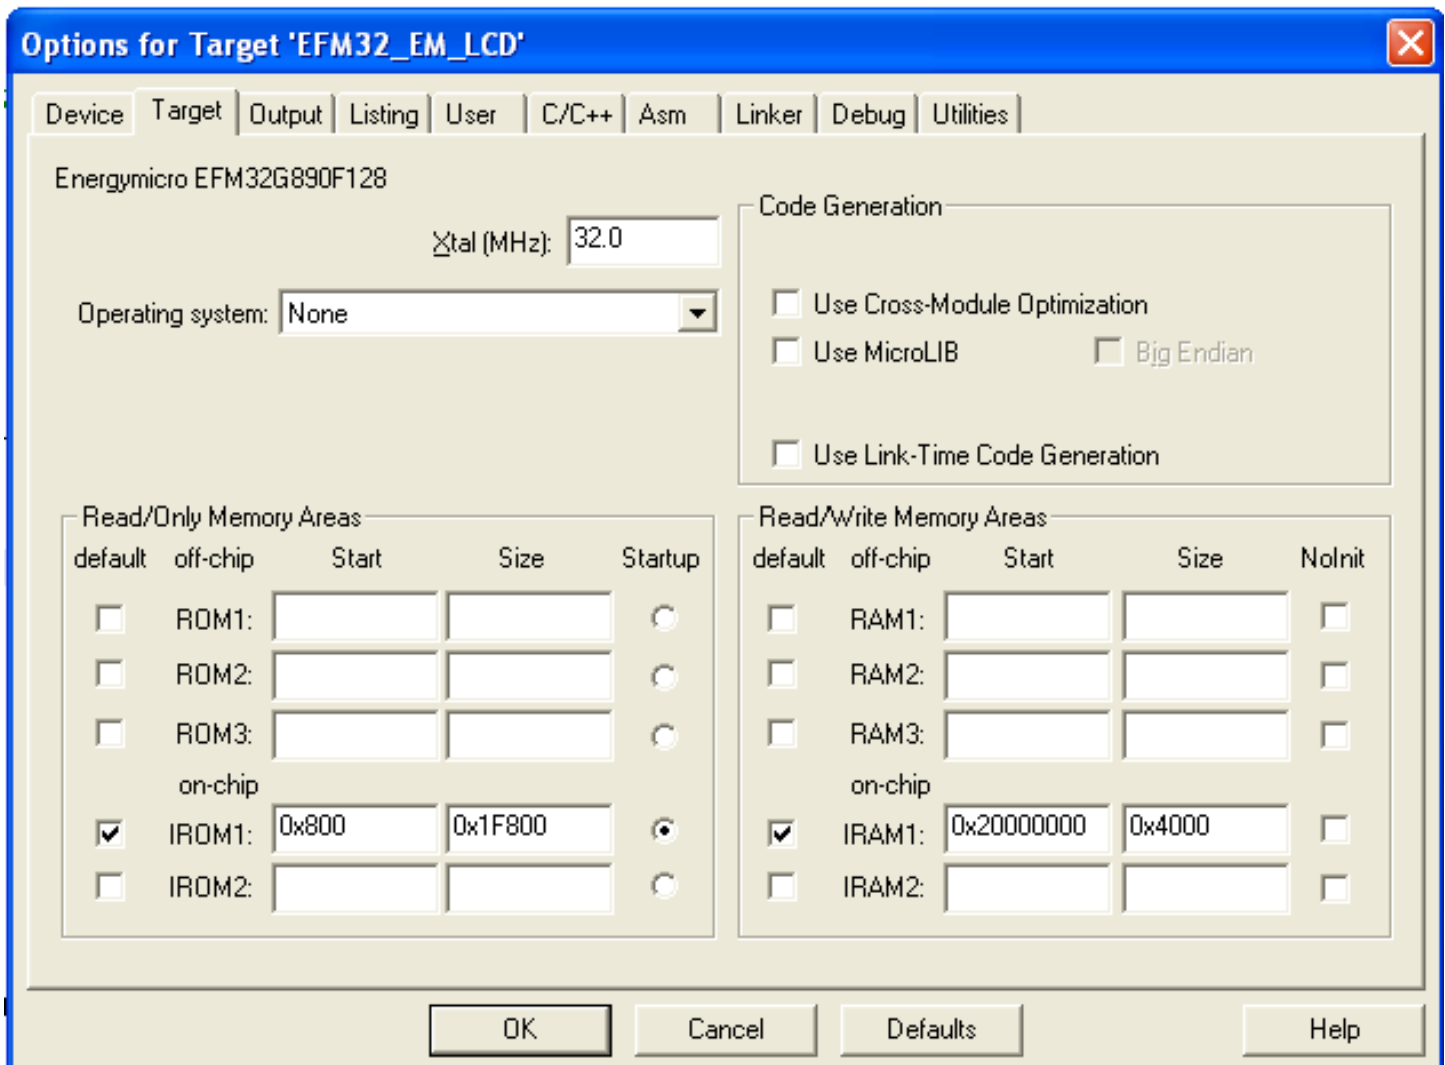 Options for Target 'EFM32_EM_LCD'
Device Target Output Listing User C/C++ Asm Linker Debug Utilities
Energymicro EFM32G890F128
Xtal (MHz): 32.0
Operating system: None
Code Generation
Use Cross-Module Optimization
Use MicroLIB Big Endian
Use Link-Time Code Generation
Read/Only Memory Areas
default off-chip Start Size Startup
ROM1:
ROM2:
ROM3:
on-chip
IROM1: 0x800 0x1F800
IROM2:
Read/Write Memory Areas
default off-chip Start Size NoInit
RAM1:
RAM2:
RAM3:
on-chip
IRAM1: 0x20000000 0x4000
IRAM2:
OK Cancel Defaults Help